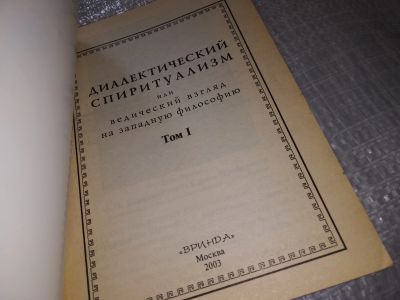 ДИАЛЕКТИЧЕСКИЙ
СПИРИТУАЛИЗМ
или
ведический взгляд
на западную философию
Том I
«ВРИНДА»
Москва
2003